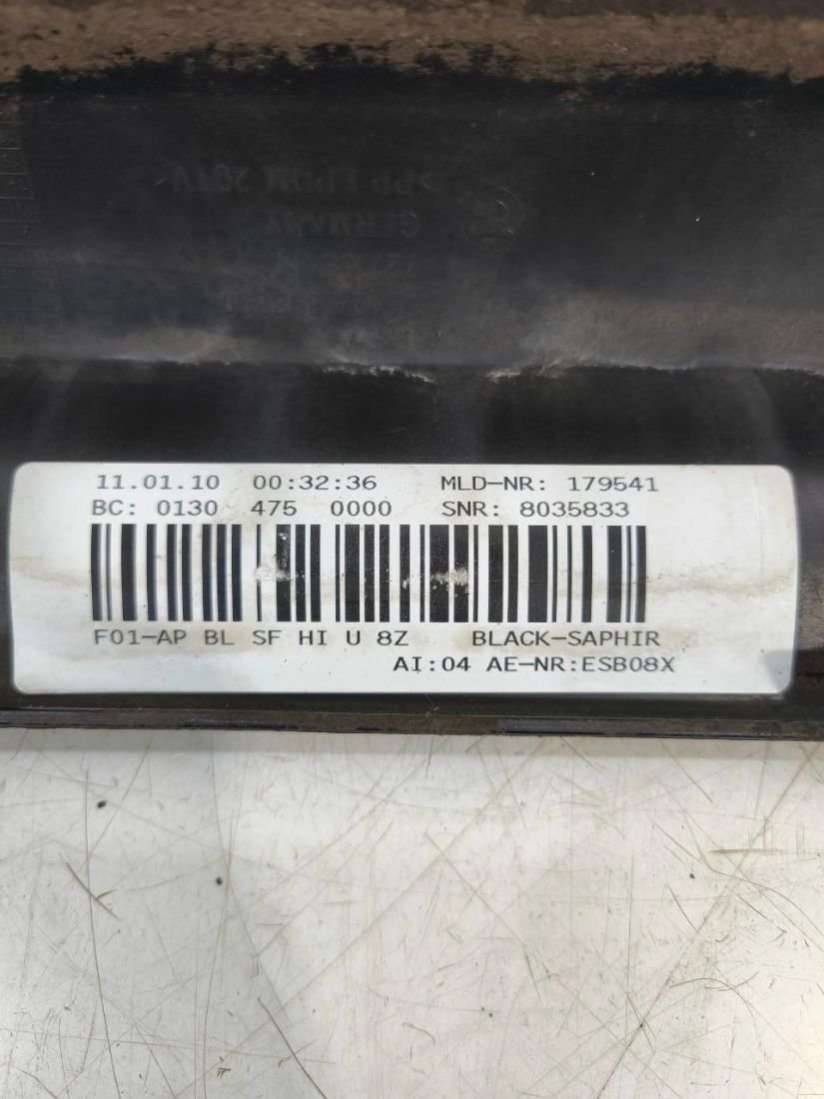 GERMANY
11.01.10 00:32:36 MLD-NR: 179541
BC: 0130 475 0000 SNR: 8035833
F01-AP BL SF HI U 8Z BLACK-SAPHIR
AI:04 AE-NR:ESB08X